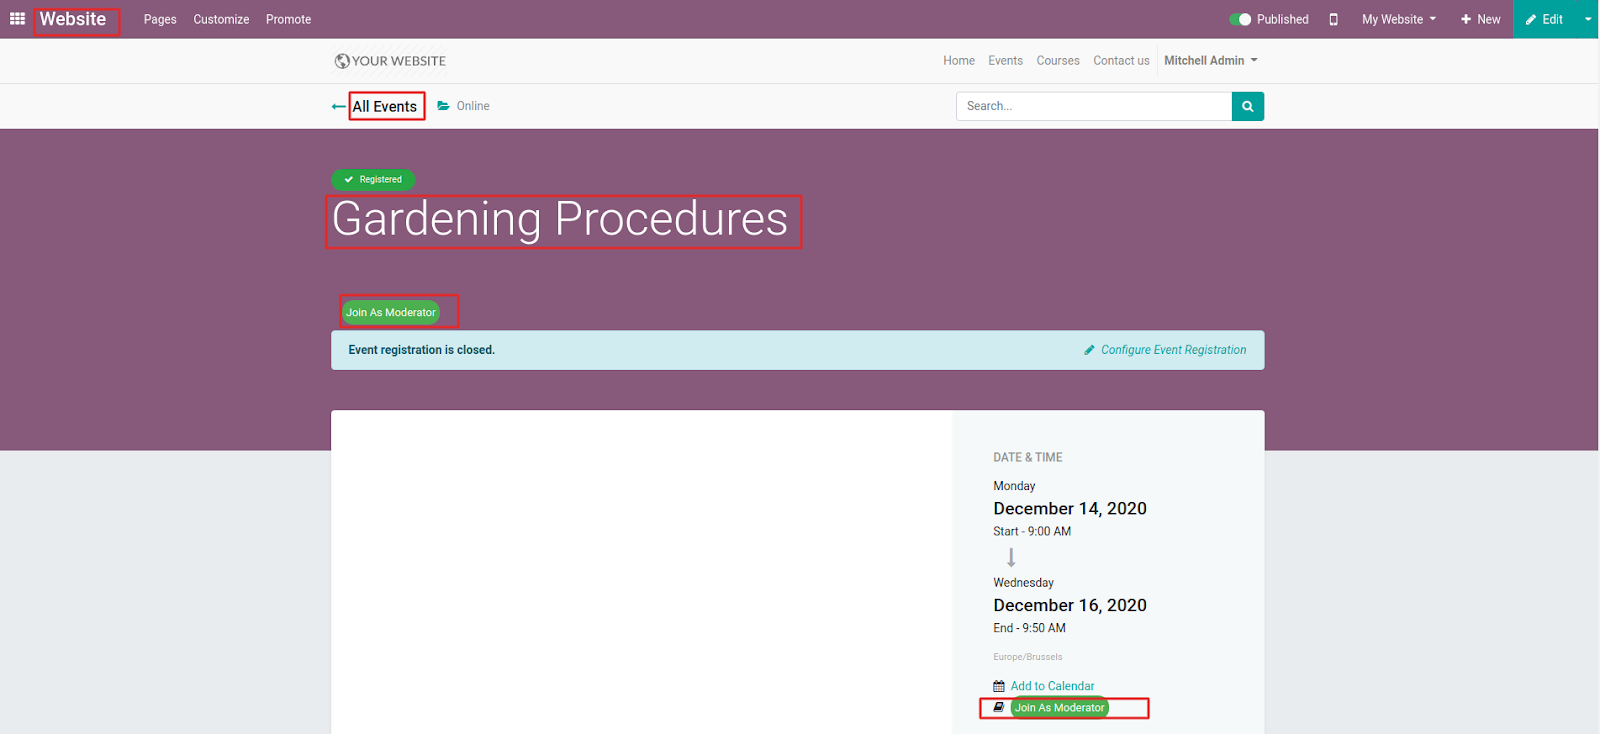 Website Pages Customize Promote Published My Website New Edit
YOUR WEBSITE Home Events Courses Contact us Mitchell Admin
All Events Online Search...
Registered
Gardening Procedures
Join As Moderator
Event registration is closed. Configure Event Registration
DATE & TIME
Monday
December 14, 2020
Start - 9:00 AM
Wednesday
December 16, 2020
End - 9:50 AM
Europe/Brussels
Add to Calendar
Join As Moderator